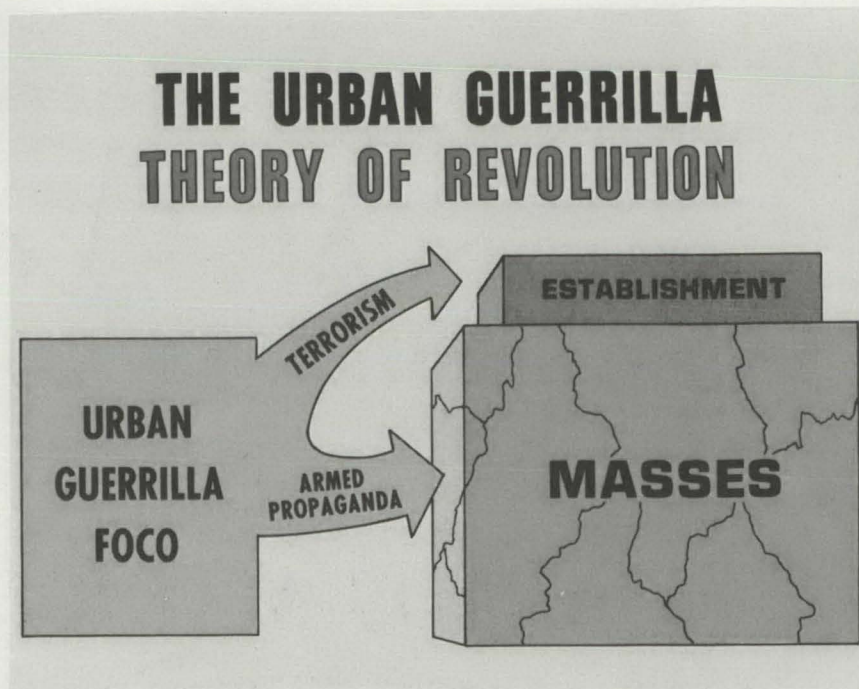 THE URBAN GUERRILLA
THEORY OF REVOLUTION
TERRORISM
ESTABLISHMENT
URBAN
GUERRILLA
FOCO
ARMED
PROPAGANDA
MASSES